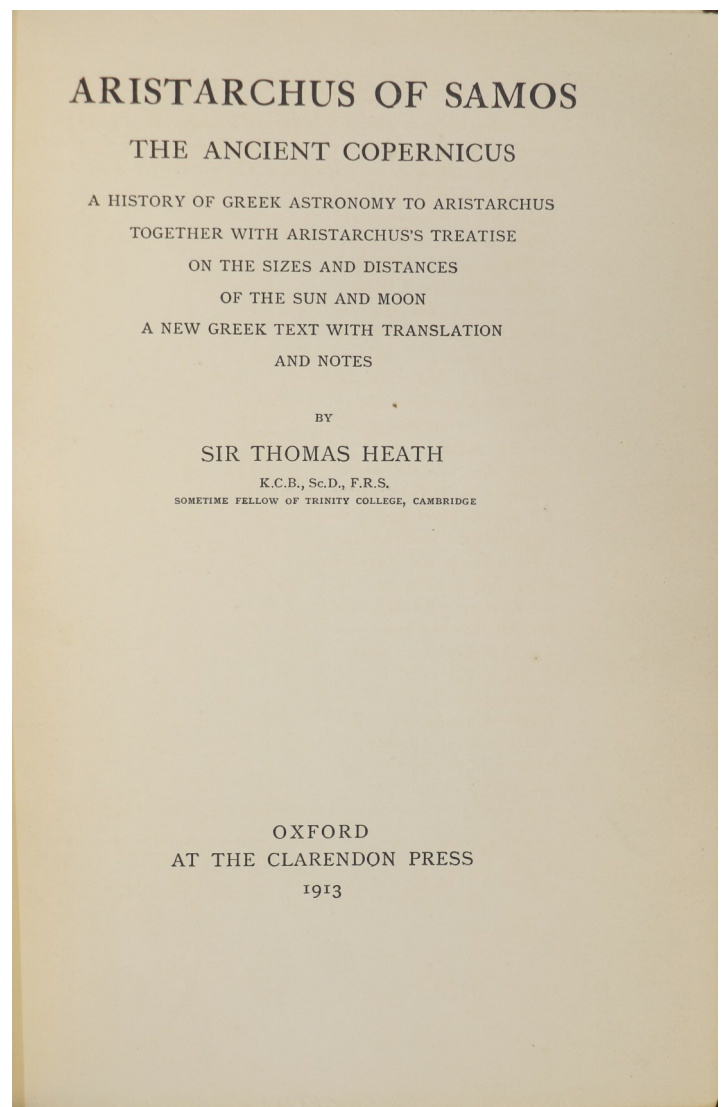 ARISTARCHUS OF SAMOS
THE ANCIENT COPERNICUS
A HISTORY OF GREEK ASTRONOMY TO ARISTARCHUS
TOGETHER WITH ARISTARCHUS'S TREATISE
ON THE SIZES AND DISTANCES
OF THE SUN AND MOON
A NEW GREEK TEXT WITH TRANSLATION
AND NOTES
BY
SIR THOMAS HEATH
K.C.B., Sc.D., F.R.S.
SOMETIME FELLOW OF TRINITY COLLEGE, CAMBRIDGE
OXFORD
AT THE CLARENDON PRESS
1913